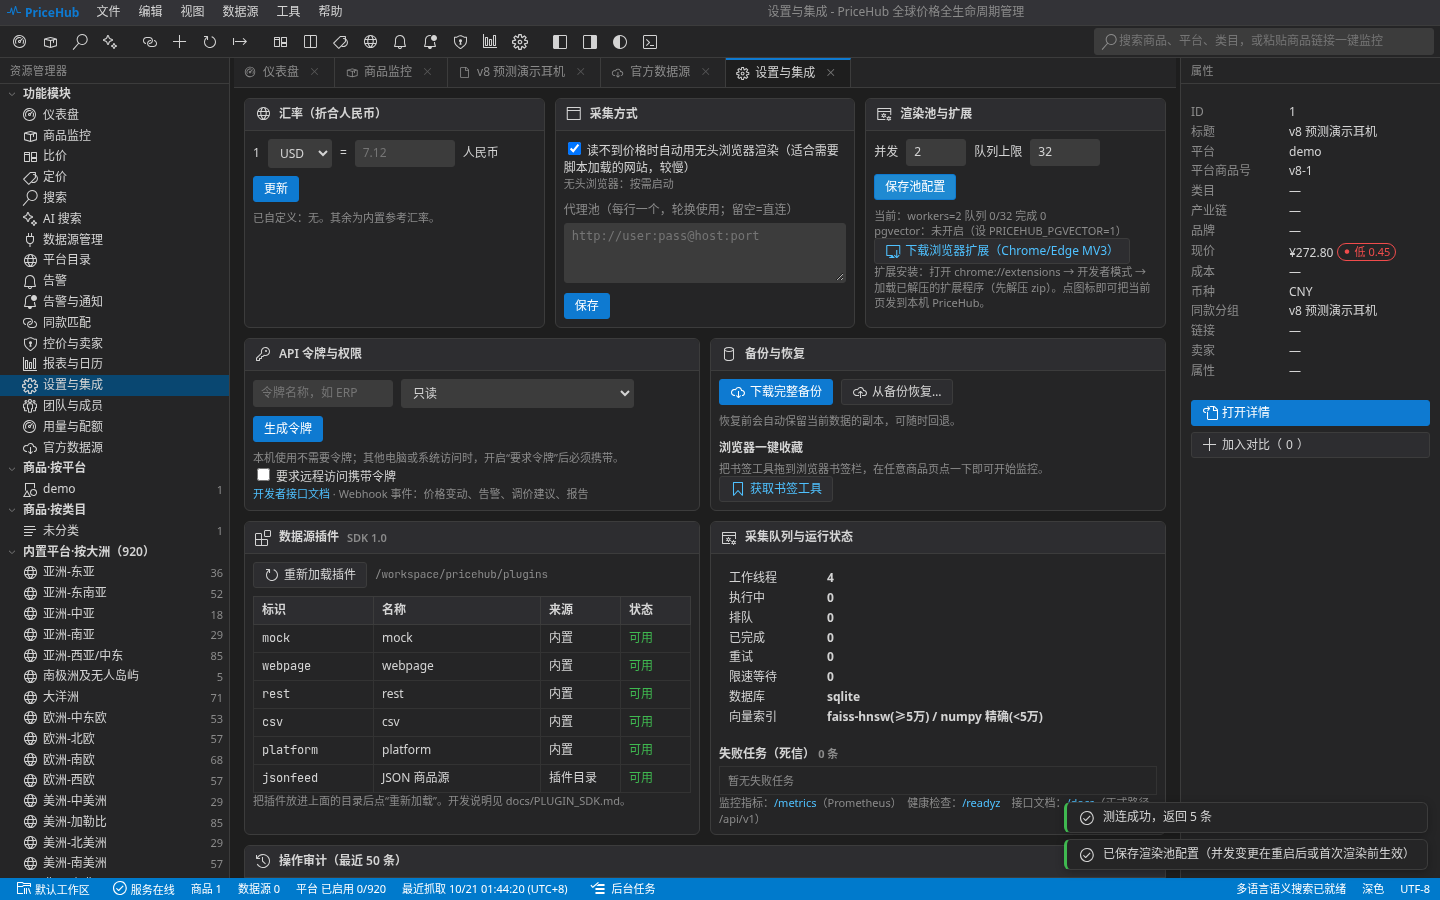 PriceHub 文件 编辑 视图 数据源 工具 帮助 设置与集成 - PriceHub 全球价格全生命周期管理
搜索商品、平台、类目，或粘贴商品链接一键监控
资源管理器
功能模块
仪表盘
商品监控
比价
定价
搜索
AI 搜索
数据源管理
平台目录
告警
告警与通知
同款匹配
控价与卖家
报表与日历
设置与集成
团队与成员
用量与配额
官方数据源
商品·按平台
demo 1
商品·按类目
未分类 1
内置平台·按大洲（920）
亚洲-东亚 36
亚洲-东南亚 52
亚洲-中亚 18
亚洲-南亚 29
亚洲-西亚/中东 85
南极洲及无人岛屿 5
大洋洲 71
欧洲-中东欧 53
欧洲-北欧 57
欧洲-南欧 68
欧洲-西欧 57
美洲-中美洲 29
美洲-加勒比 85
美洲-北美洲 29
美洲-南美洲 57
仪表盘 商品监控 v8 预测演示耳机 官方数据源 设置与集成
汇率（折合人民币）
1 USD = 7.12 人民币
更新
已自定义：无。其余为内置参考汇率。
采集方式
读不到价格时自动用无头浏览器渲染（适合需要
脚本加载的网站，较慢）
无头浏览器：按需启动
代理池（每行一个，轮换使用；留空=直连）
http://user:pass@host:port
保存
渲染池与扩展
并发 2 队列上限 32
保存池配置
当前：workers=2 队列 0/32 完成 0
pgvector：未开启（设 PRICEHUB_PGVECTOR=1）
下载浏览器扩展（Chrome/Edge MV3）
扩展安装：打开 chrome://extensions → 开发者模式 →
加载已解压的扩展程序（先解压 zip）。点图标即可把当前
页发到本机 PriceHub。
API 令牌与权限
令牌名称，如 ERP 只读
生成令牌
本机使用不需要令牌；其他电脑或系统访问时，开启“要求令牌”后必须携带。
要求远程访问携带令牌
开发者接口文档 · Webhook 事件：价格变动、告警、调价建议、报告
备份与恢复
下载完整备份 从备份恢复…
恢复前会自动保留当前数据的副本，可随时回退。
浏览器一键收藏
把书签工具拖到浏览器书签栏，在任意商品页点一下即可开始监控。
获取书签工具
数据源插件 SDK 1.0
重新加载插件 /workspace/pricehub/plugins
标识 名称 来源 状态
mock mock 内置 可用
webpage webpage 内置 可用
rest rest 内置 可用
csv csv 内置 可用
platform platform 内置 可用
jsonfeed JSON 商品源 插件目录 可用
把插件放进上面的目录后点“重新加载”。开发说明见 docs/PLUGIN_SDK.md。
采集队列与运行状态
工作线程 4
执行中 0
排队 0
已完成 0
重试 0
限速等待 0
数据库 sqlite
向量索引 faiss-hnsw(≥5万) / numpy 精确(<5万)
失败任务（死信） 0 条
暂无失败任务
监控指标：/metrics（Prometheus） 健康检查：/readyz 接口文档：
/api/v1）
操作审计（最近 50 条）
属性
ID 1
标题 v8 预测演示耳机
平台 demo
平台商品号 v8-1
类目 —
产业链 —
品牌 —
现价 ¥272.80 低 0.45
成本 —
币种 CNY
同款分组 v8 预测演示耳机
链接 —
卖家 —
属性 —
打开详情
加入对比（ 0 ）
测连成功，返回 5 条
已保存渲染池配置（并发变更在重启后或首次渲染前生效）
默认工作区 服务在线 商品 1 数据源 0 平台 已启用 0/920 最近抓取 10/21 01:44:20 (UTC+8) 后台任务 多语言语义搜索已就绪 深色 UTF-8